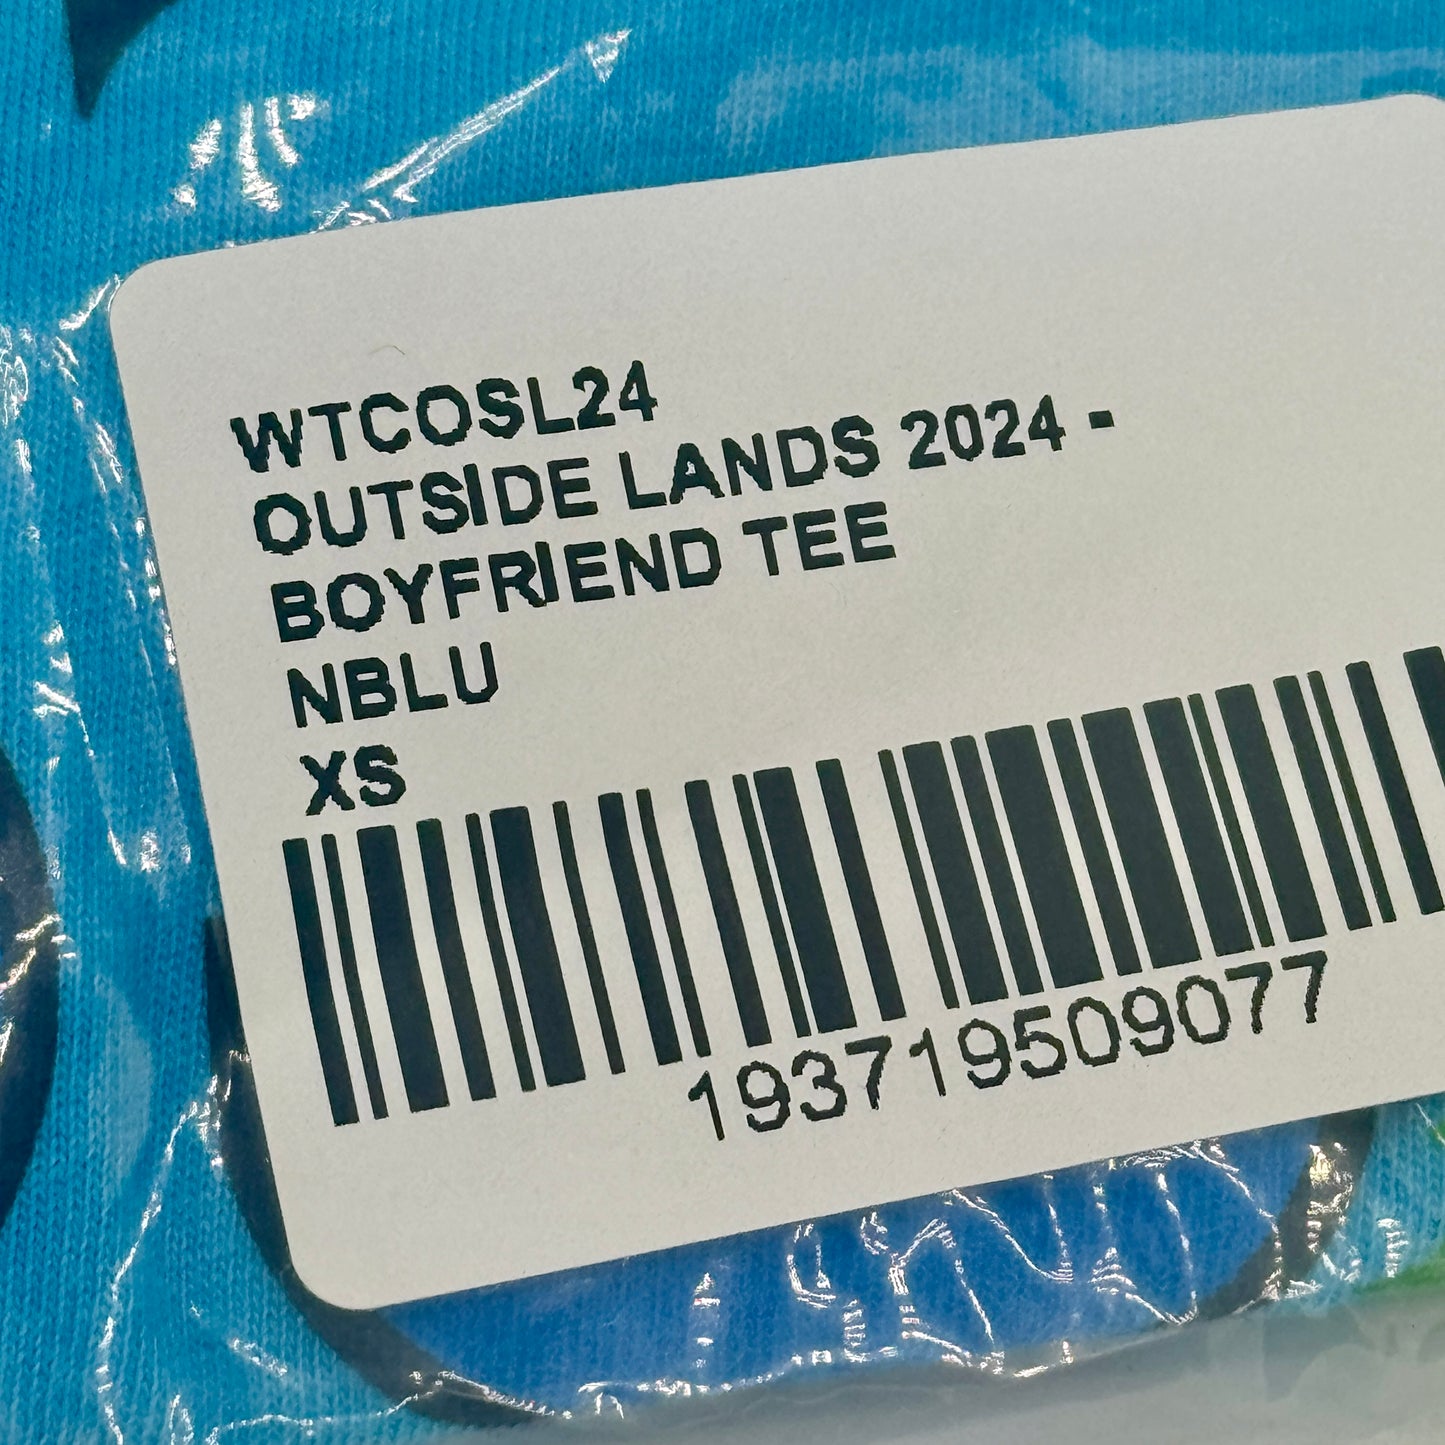 WTCOSL24
OUTSIDE LANDS 2024 -
BOYFRIEND TEE
NBLU
XS
193719509077